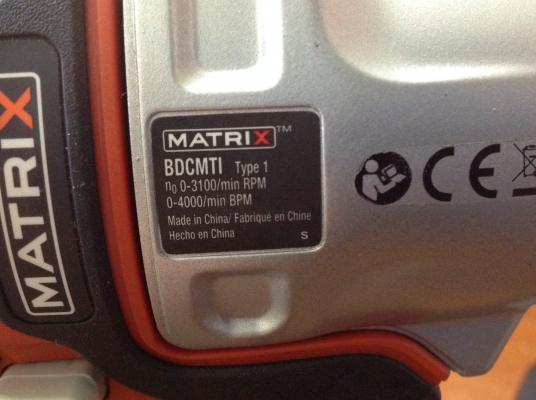 MATRIX
MATRIX™
BDCMTI Type 1
n₀ 0-3100/min RPM
0-4000/min BPM
Made in China/ Fabriqué en Chine
Hecho en China
S
CE